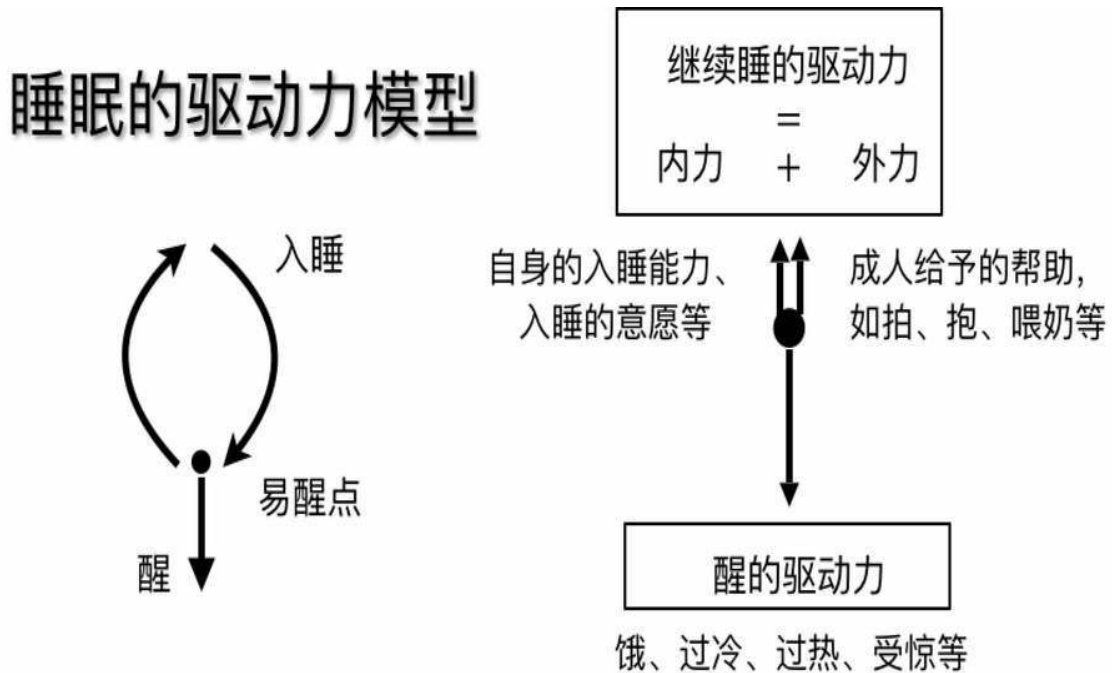 睡眠的驱动力模型
入睡
易醒点
醒
继续睡的驱动力
=
内力 + 外力
自身的入睡能力、
入睡的意愿等
成人给予的帮助,
如拍、抱、喂奶等
醒的驱动力
饿、过冷、过热、受惊等